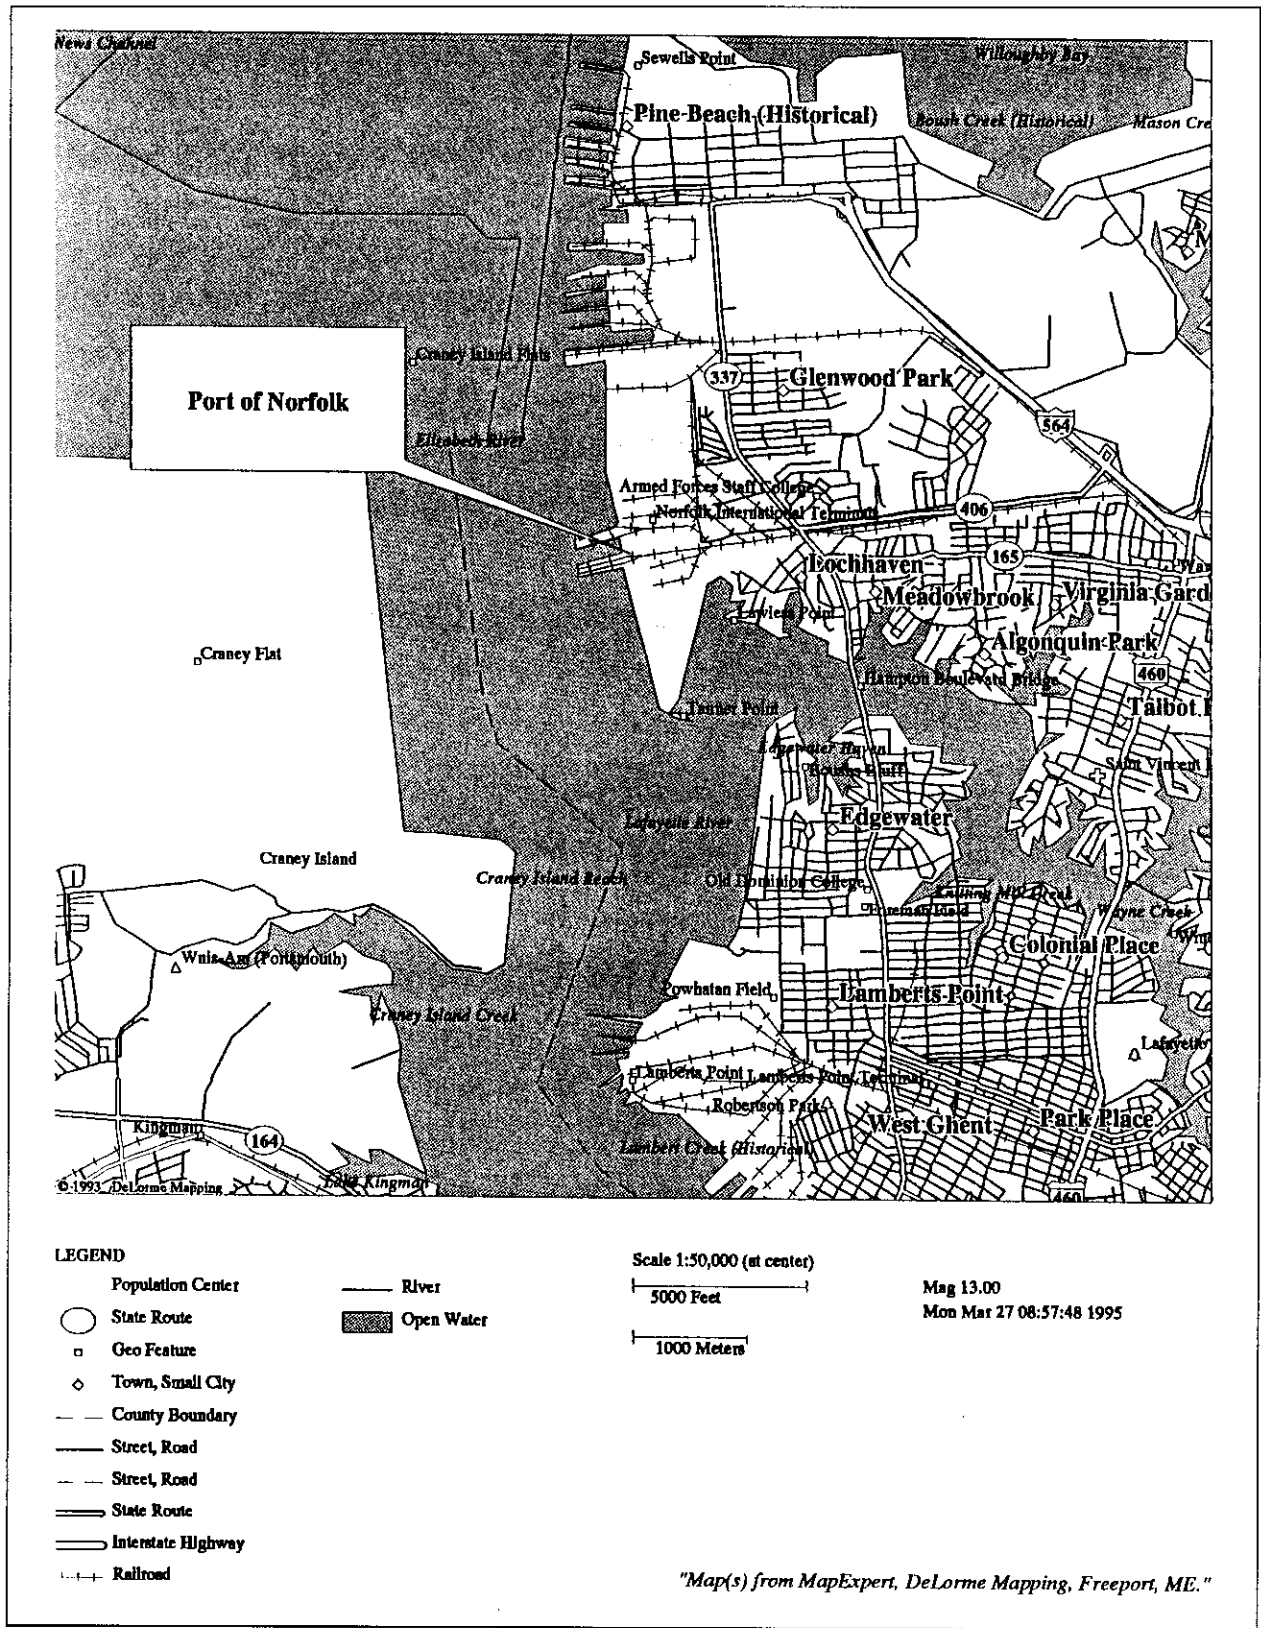 News Channel
Willoughby Bay
Sewells Point
Pine Beach (Historical)
Boush Creek (Historical)
Mason Cre
M
Craney Island Flats
337
Glenwood Park
Port of Norfolk
564
Elizabeth River
Armed Forces Staff College
Norfolk International Terminals
406
Lochhaven
165
War
Meadowbrook
Virginia Gard
Lawless Point
Algonquin Park
Craney Flat
Hampton Boulevard Bridge
460
Tanner Point
Talbot
Edgewater Haven
Saint Vincent
Bluff
Edgewater
Lafayette River
Craney Island
Craney Island Reach
Old Dominion College
Knitting Mill Creek
Foreman Field
Wayne Creek
Colonial Place
Wnis-Am (Portsmouth)
Powhatan Field
Lamberts Point
Craney Island Creek
Lafayette
Lamberts Point
Lamberts Point Terminal
Robertson Park
Park Place
West Ghent
Kingman
164
Lambert Creek (Historical)
© 1993 DeLorme Mapping
Lake Kingman
460
LEGEND
Population Center
State Route
Geo Feature
Town, Small City
County Boundary
Street, Road
Street, Road
State Route
Interstate Highway
Railroad
River
Open Water
Scale 1:50,000 (at center)
5000 Feet
1000 Meters
Mag 13.00
Mon Mar 27 08:57:48 1995
"Map(s) from MapExpert, DeLorme Mapping, Freeport, ME."